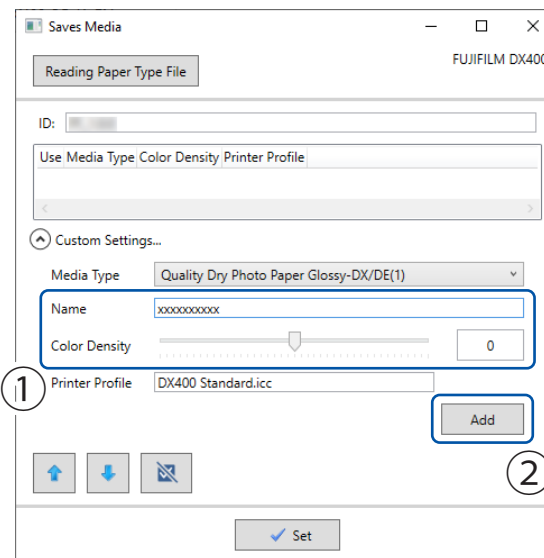 Saves Media
Reading Paper Type File
FUJIFILM DX400
ID:
Use Media Type Color Density Printer Profile
Custom Settings...
Media Type Quality Dry Photo Paper Glossy-DX/DE(1)
Name xxxxxxxxxx
Color Density 0
1 Printer Profile DX400 Standard.icc
Add
2
Set